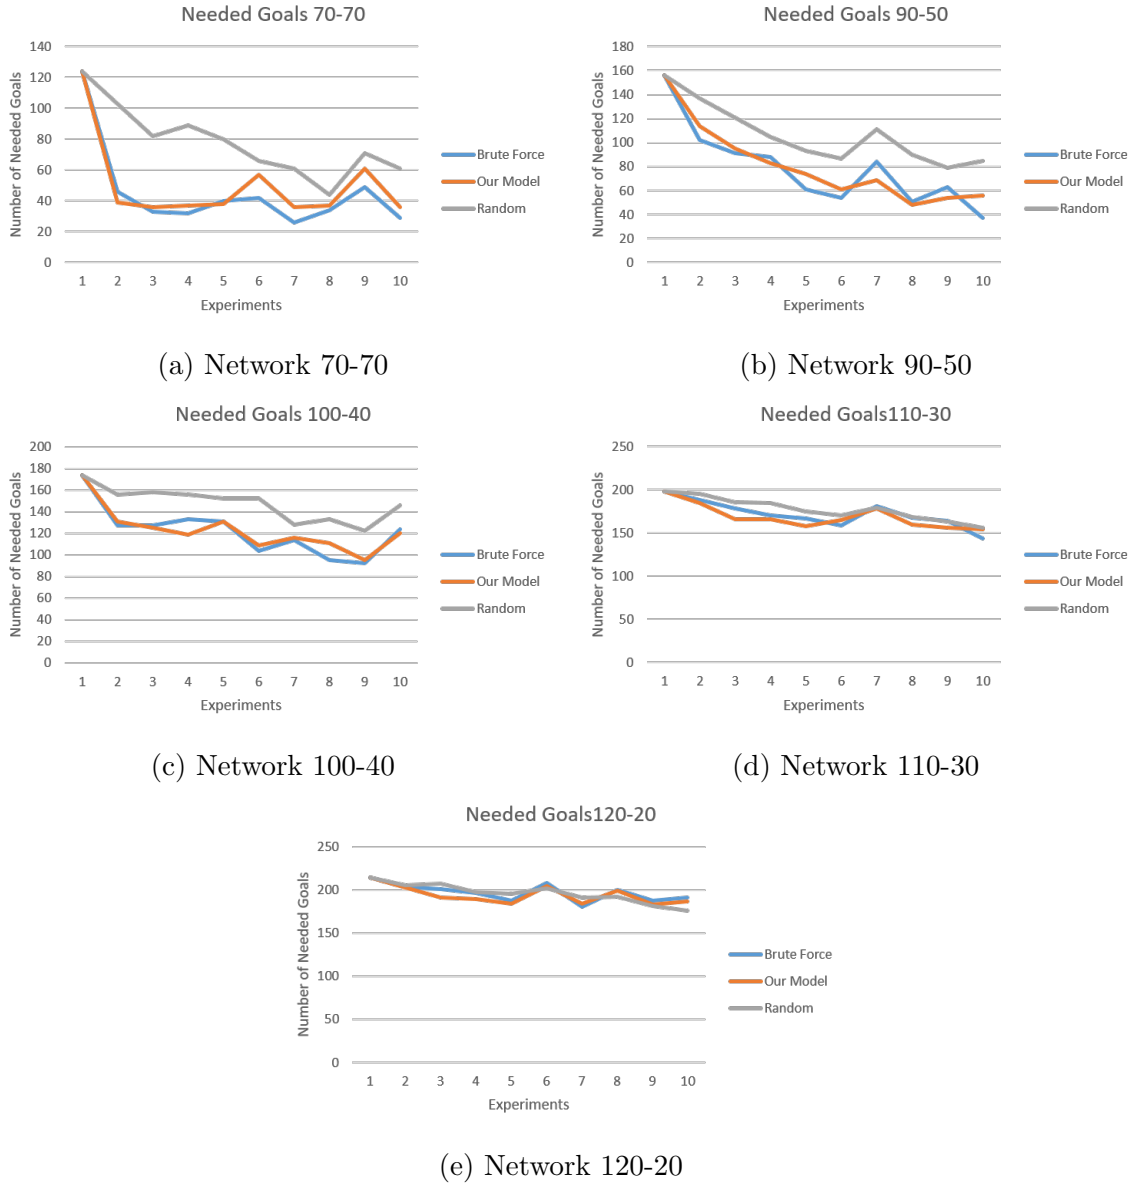 Needed Goals 70-70
Number of Needed Goals
140
120
100
80
60
40
20
0
1 2 3 4 5 6 7 8 9 10
Experiments
Brute Force
Our Model
Random
(a) Network 70-70
Needed Goals 90-50
Number of Needed Goals
180
160
140
120
100
80
60
40
20
0
1 2 3 4 5 6 7 8 9 10
Experiments
Brute Force
Our Model
Random
(b) Network 90-50
Needed Goals 100-40
Number of Needed Goals
200
180
160
140
120
100
80
60
40
20
0
1 2 3 4 5 6 7 8 9 10
Experiments
Brute Force
Our Model
Random
(c) Network 100-40
Needed Goals110-30
Number of Needed Goals
250
200
150
100
50
0
1 2 3 4 5 6 7 8 9 10
Experiments
Brute Force
Our Model
Random
(d) Network 110-30
Needed Goals120-20
Number of Needed Goals
250
200
150
100
50
0
1 2 3 4 5 6 7 8 9 10
Experiments
Brute Force
Our Model
Random
(e) Network 120-20